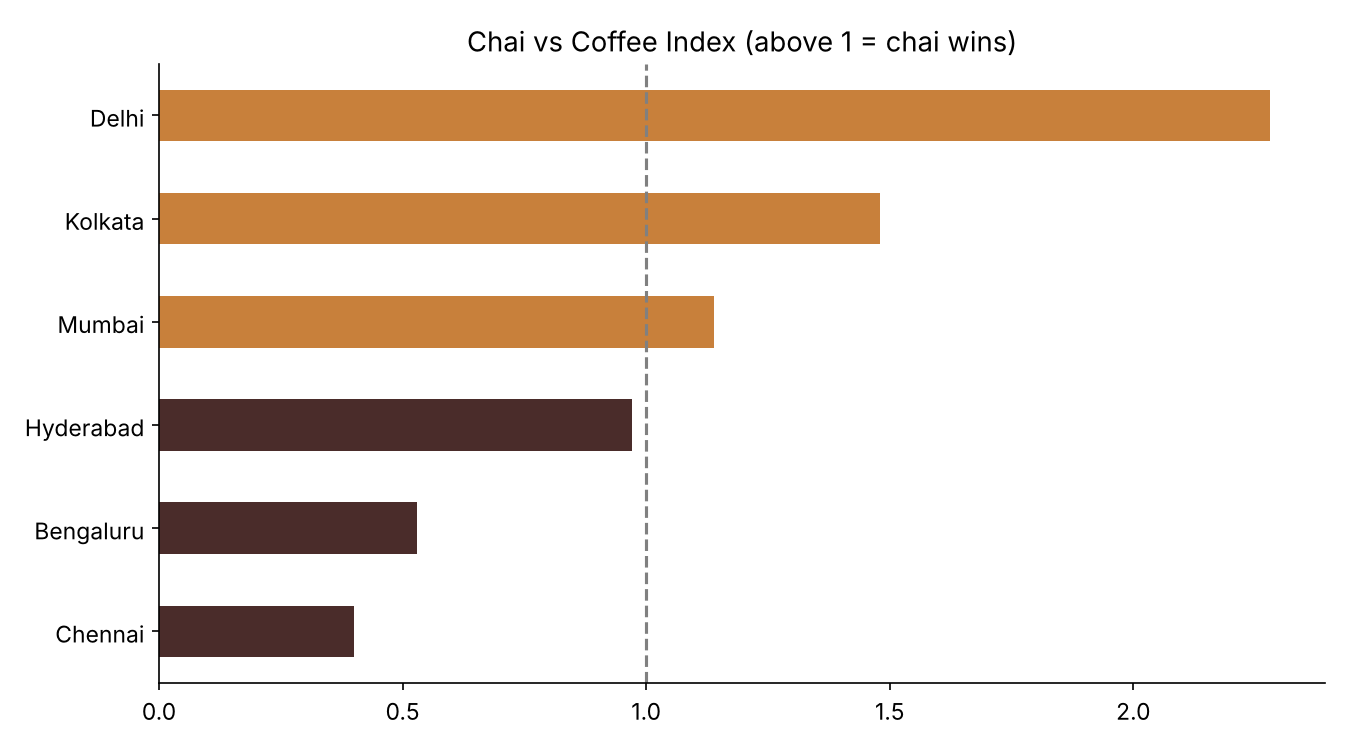 Chai vs Coffee Index (above 1 = chai wins)
Delhi
Kolkata
Mumbai
Hyderabad
Bengaluru
Chennai
0.0 0.5 1.0 1.5 2.0